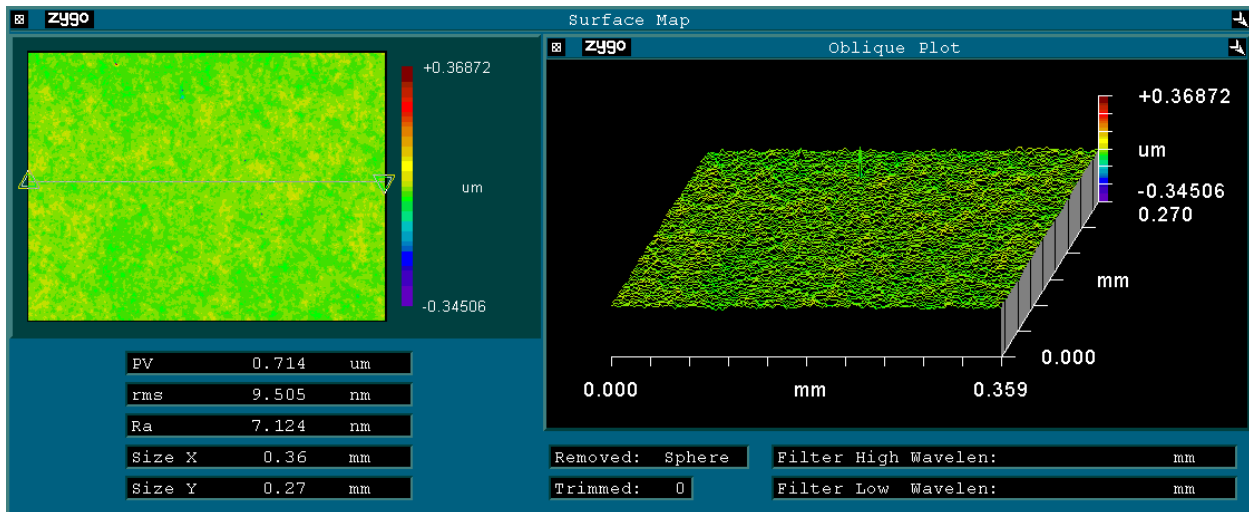 zygo Surface Map
+0.36872
um
-0.34506
PV 0.714 um
rms 9.505 nm
Ra 7.124 nm
Size X 0.36 mm
Size Y 0.27 mm
zygo Oblique Plot
+0.36872
um
-0.34506
0.270
mm
0.000
0.000 mm 0.359
Removed: Sphere
Trimmed: 0
Filter High Wavelen: mm
Filter Low Wavelen: mm